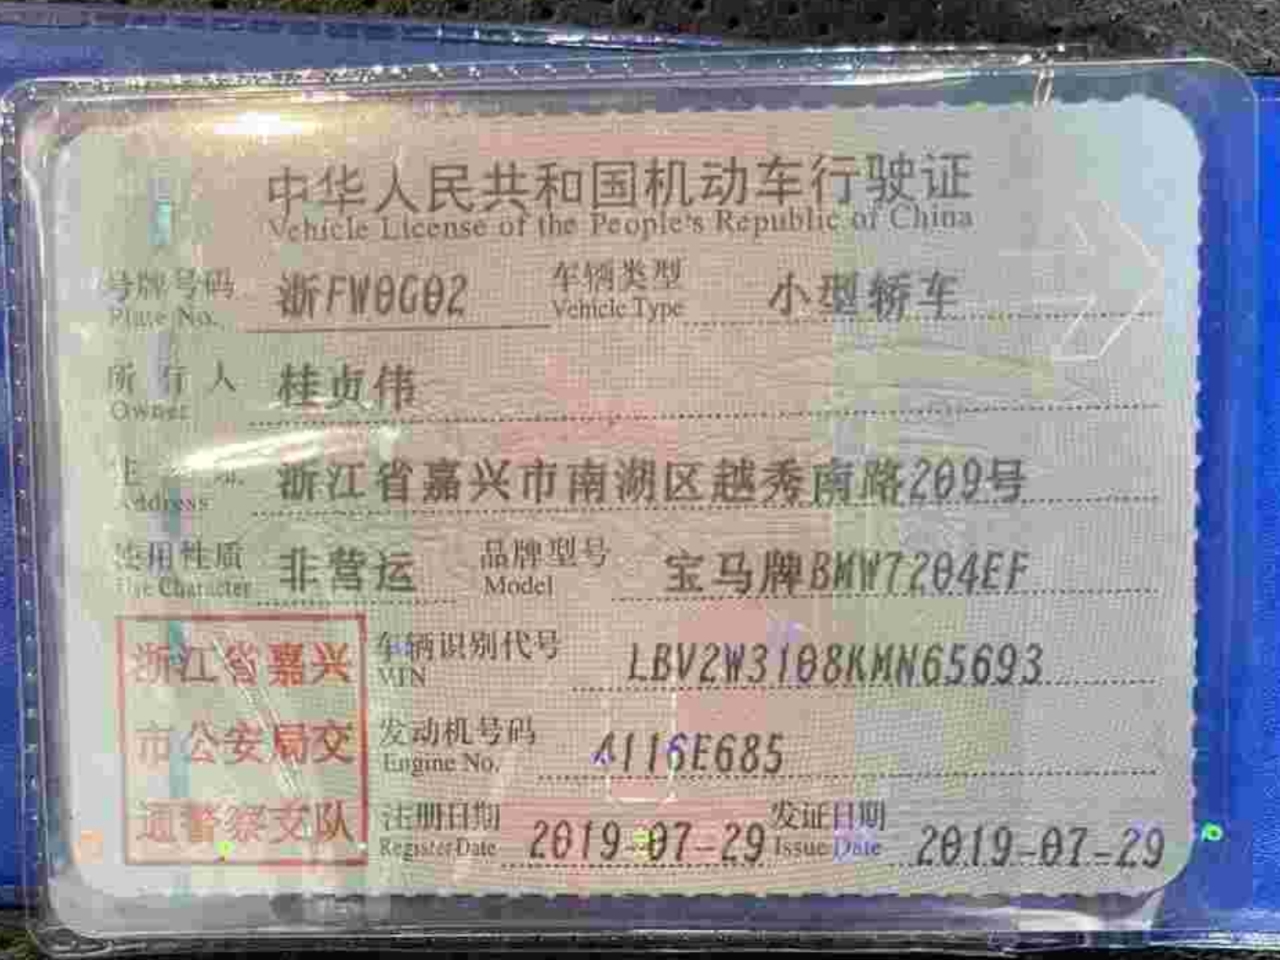 中华人民共和国机动车行驶证
Vehicle License of the People's Republic of China
号牌号码 浙FW0G02 车辆类型 小型轿车
Plate No. Vehicle Type
所有人 桂贞伟
Owner
住 址 浙江省嘉兴市南湖区越秀南路209号
Address
使用性质 非营运 品牌型号 宝马牌BMW7204EF
Use Character Model
浙江省嘉兴 车辆识别代号 LBV2W3108KMN65693
VIN
市公安局交 发动机号码 A116E685
Engine No.
通警察支队 注册日期 2019-07-29 发证日期 2019-07-29
Register Date Issue Date